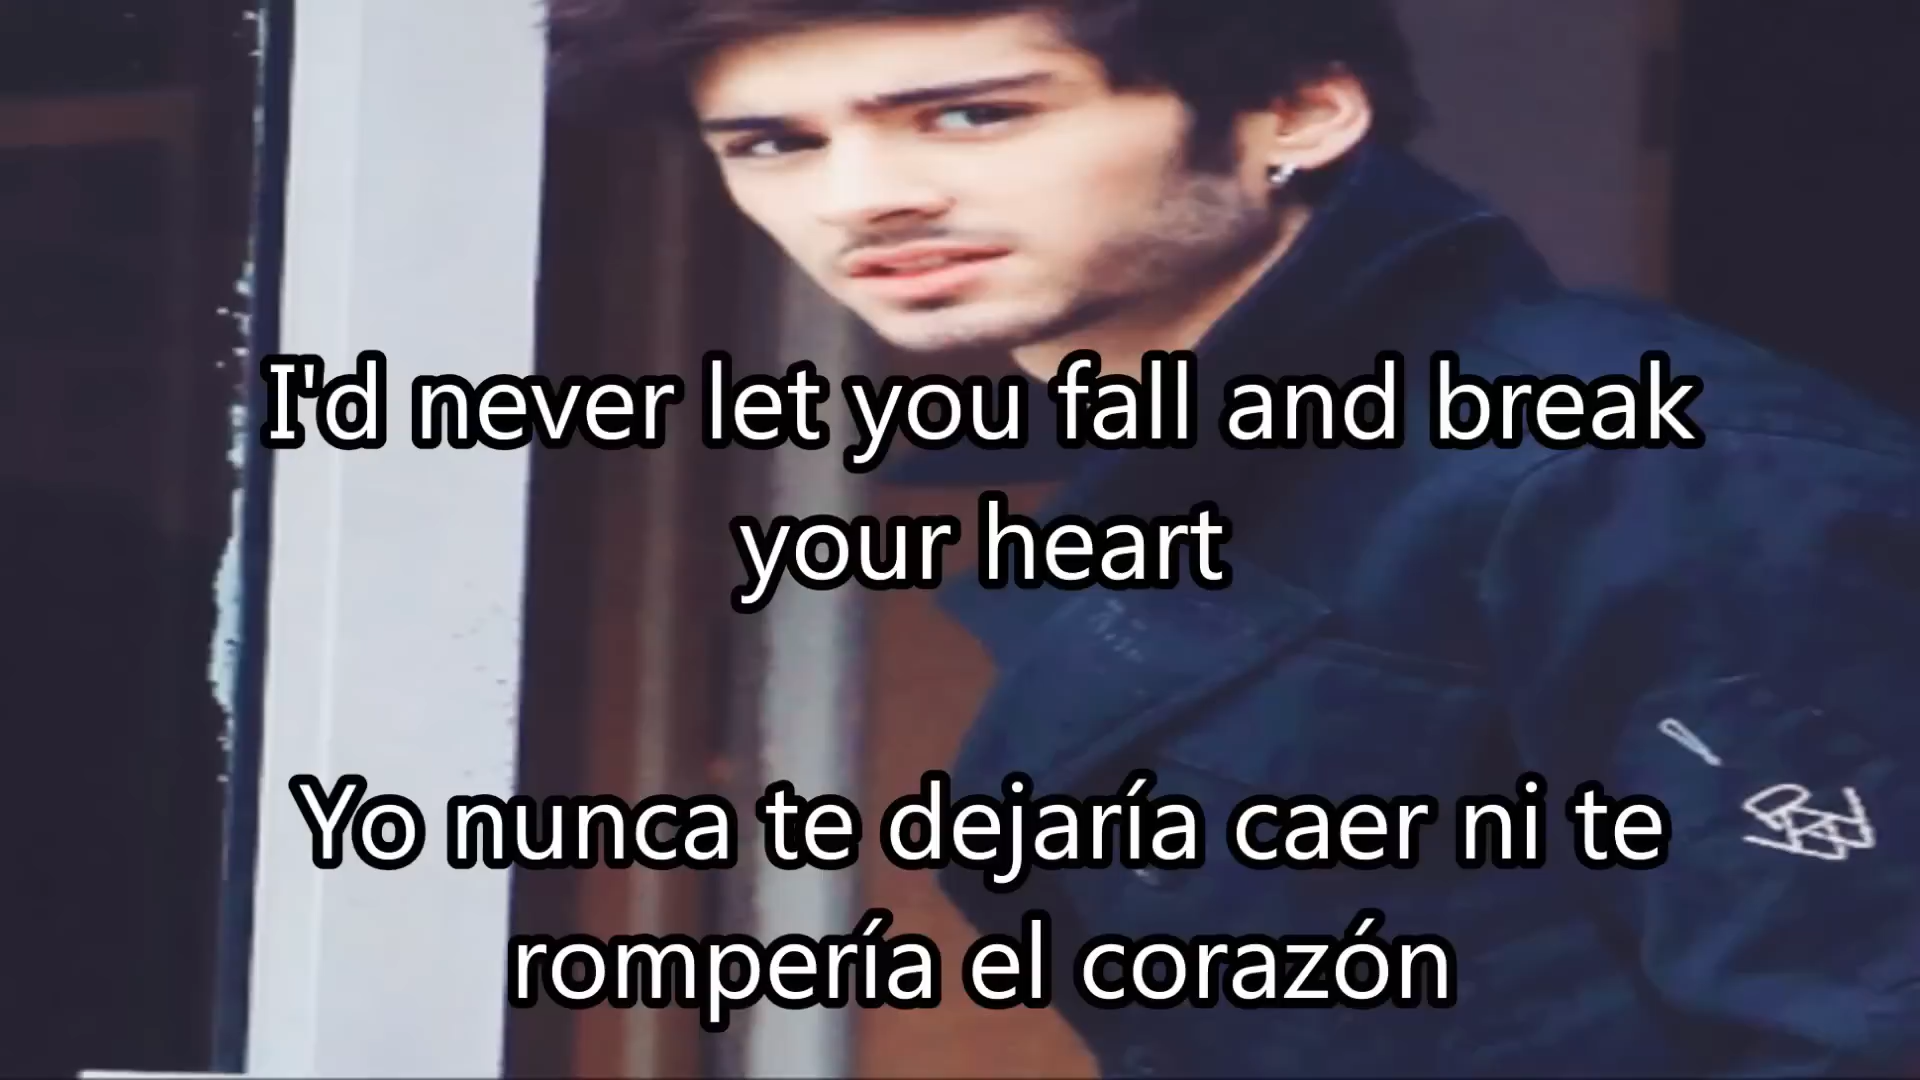 I'd never let you fall and break
your heart
Yo nunca te dejaría caer ni te
rompería el corazón